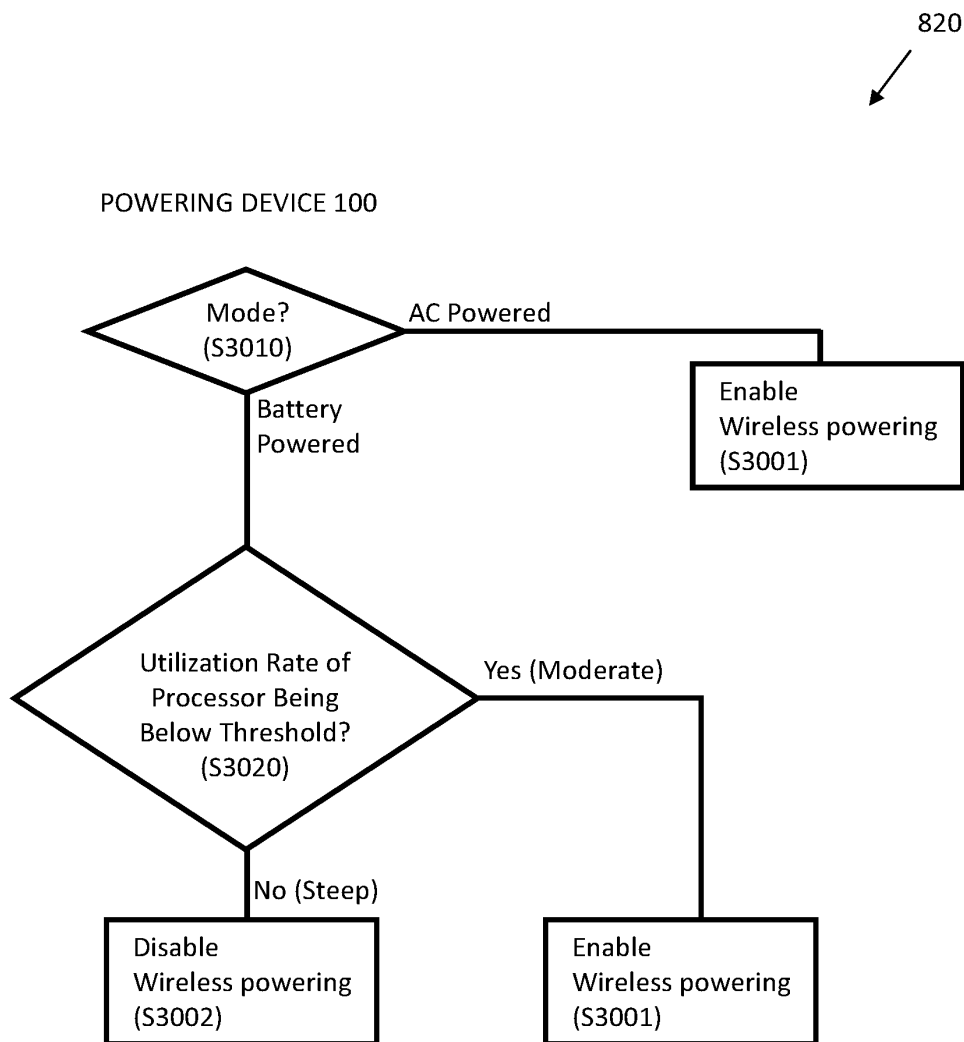 820
POWERING DEVICE 100
Mode?
(S3010)
AC Powered
Battery
Powered
Enable
Wireless powering
(S3001)
Utilization Rate of
Processor Being
Below Threshold?
(S3020)
Yes (Moderate)
No (Steep)
Disable
Wireless powering
(S3002)
Enable
Wireless powering
(S3001)